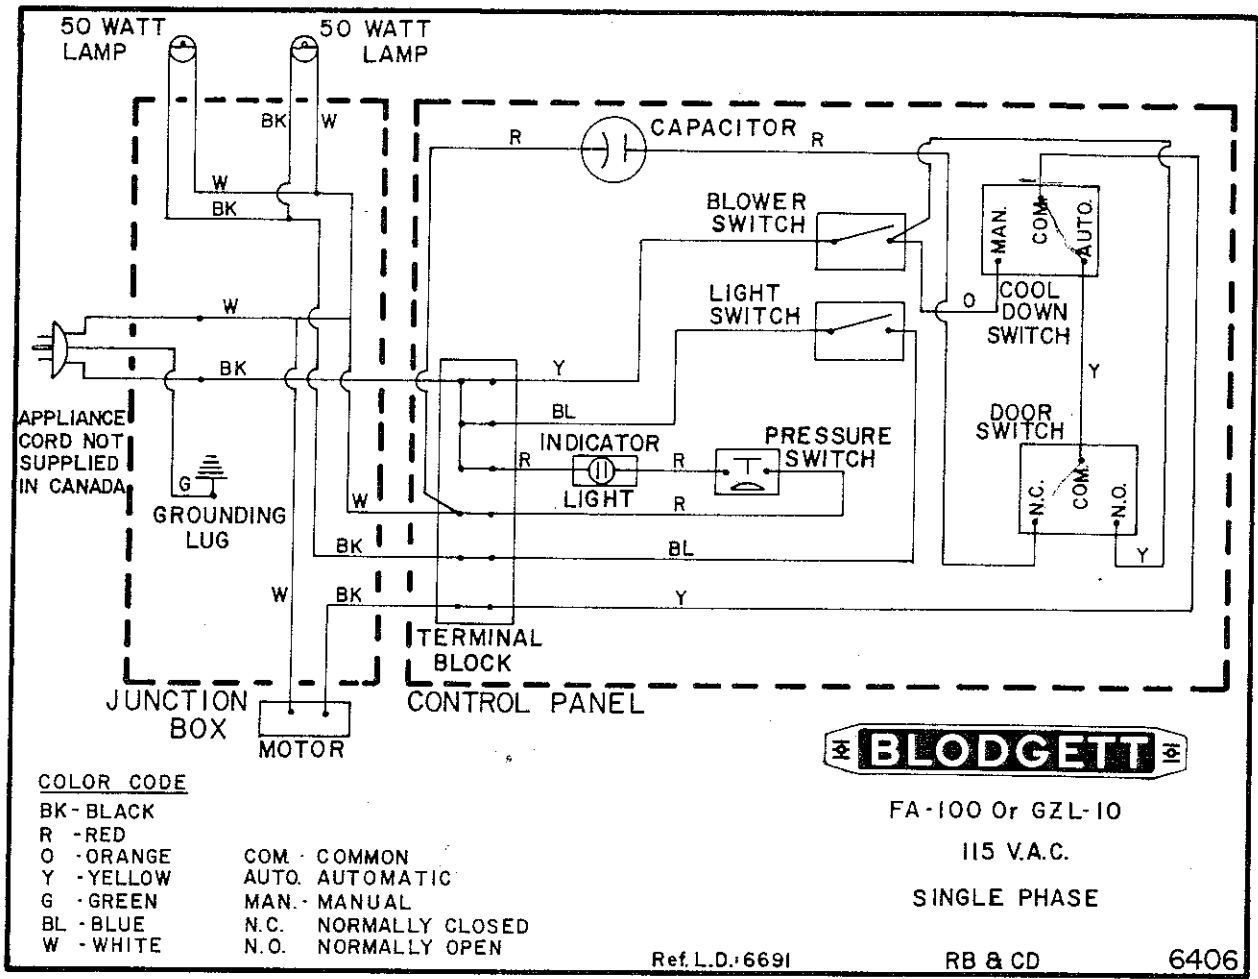 50 WATT
LAMP
50 WATT
LAMP
BK
W
W
BK
R
CAPACITOR
R
BLOWER
SWITCH
MAN.
COM.
AUTO.
LIGHT
SWITCH
O
COOL
DOWN
SWITCH
W
BK
Y
Y
APPLIANCE
CORD NOT
SUPPLIED
IN CANADA
BL
DOOR
SWITCH
INDICATOR
LIGHT
R
R
PRESSURE
SWITCH
N.C.
COM.
N.O.
G
GROUNDING
LUG
W
R
BK
BL
Y
W
BK
Y
TERMINAL
BLOCK
JUNCTION
BOX
CONTROL PANEL
MOTOR
BLODGETT
COLOR CODE
BK - BLACK
R - RED
O - ORANGE
Y - YELLOW
G - GREEN
BL - BLUE
W - WHITE
COM. - COMMON
AUTO. AUTOMATIC
MAN. - MANUAL
N.C. NORMALLY CLOSED
N.O. NORMALLY OPEN
FA-100 Or GZL-10
115 V.A.C.
SINGLE PHASE
Ref. L.D.: 6691
RB & CD
6406